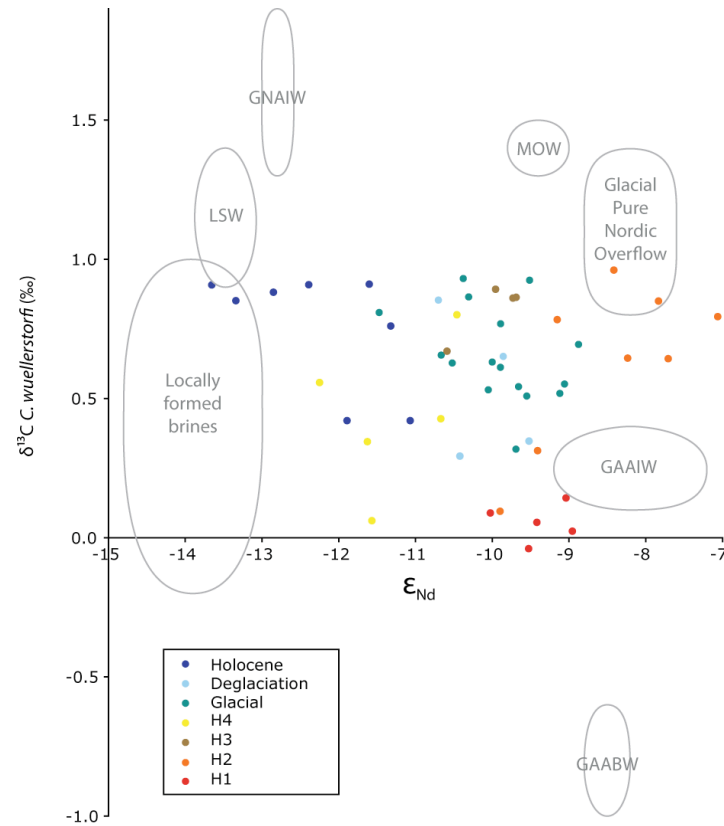 GNAIW
1.5
MOW
Glacial
Pure
Nordic
Overflow
LSW
1.0
δ¹³C C. wuellerstorfi (‰)
Locally
formed
brines
0.5
GAAIW
0.0
-15
-14
-13
-12
-11
-10
-9
-8
-7
εNd
-0.5
Holocene
Deglaciation
Glacial
H4
H3
H2
H1
GAABW
-1.0